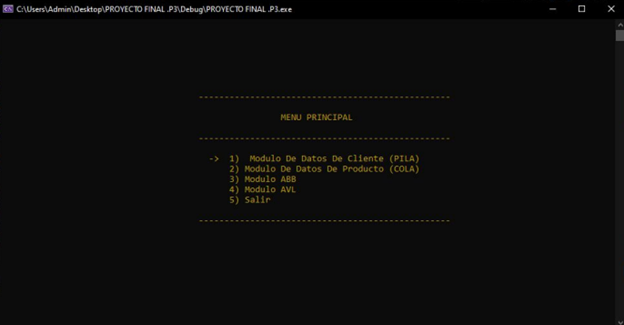 C:\Users\Admin\Desktop\PROYECTO FINAL .P3\Debug\PROYECTO FINAL .P3.exe
------------------------------------------------
MENU PRINCIPAL
------------------------------------------------
-> 1) Modulo De Datos De Cliente (PILA)
2) Modulo De Datos De Producto (COLA)
3) Modulo ABB
4) Modulo AVL
5) Salir
------------------------------------------------